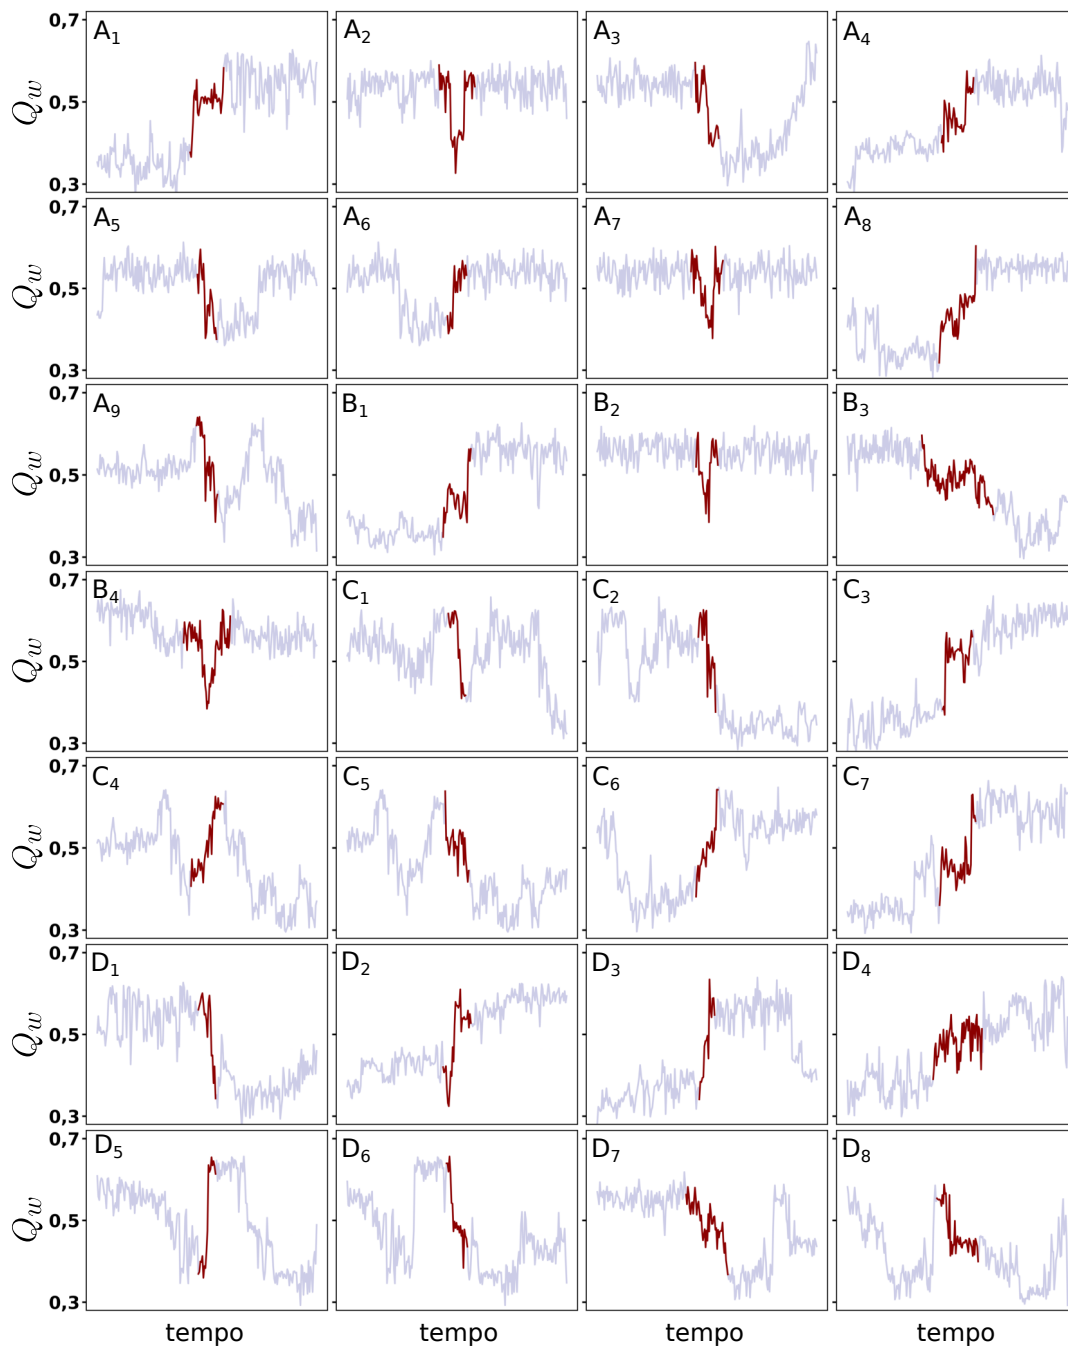 0,7 A₁ A₂ A₃ A₄
Qw 0,5
0.3
0,7 A₅ A₆ A₇ A₈
Qw 0,5
0.3
0,7 A₉ B₁ B₂ B₃
Qw 0,5
0.3
0,7 B₄ C₁ C₂ C₃
Qw 0,5
0.3
0,7 C₄ C₅ C₆ C₇
Qw 0,5
0.3
0,7 D₁ D₂ D₃ D₄
Qw 0,5
0.3
0,7 D₅ D₆ D₇ D₈
Qw 0,5
0.3
tempo tempo tempo tempo